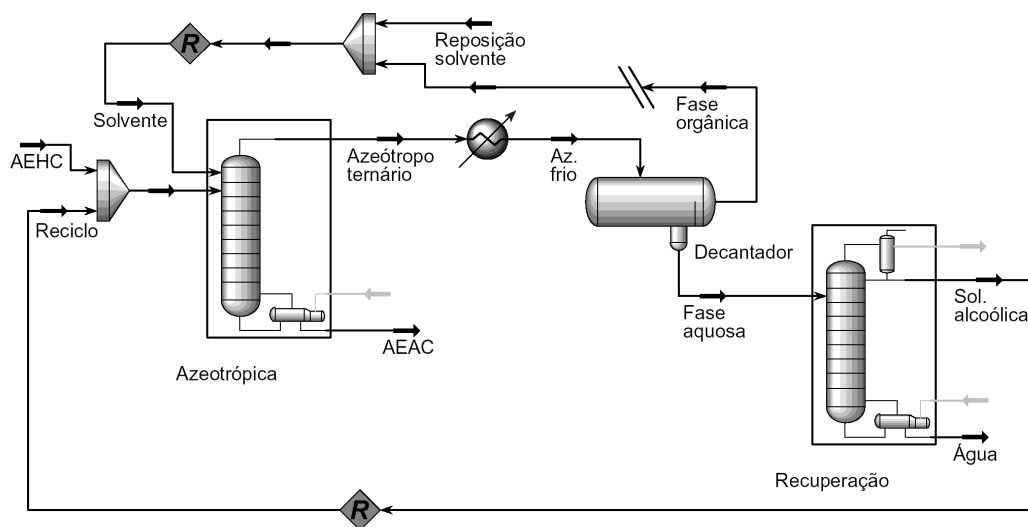 R
Reposição
solvente
Solvente
Fase
orgânica
AEHC
Azeótropo
ternário
Az.
frio
Reciclo
Decantador
Fase
aquosa
Sol.
alcoólica
AEAC
Azeotrópica
Água
Recuperação
R